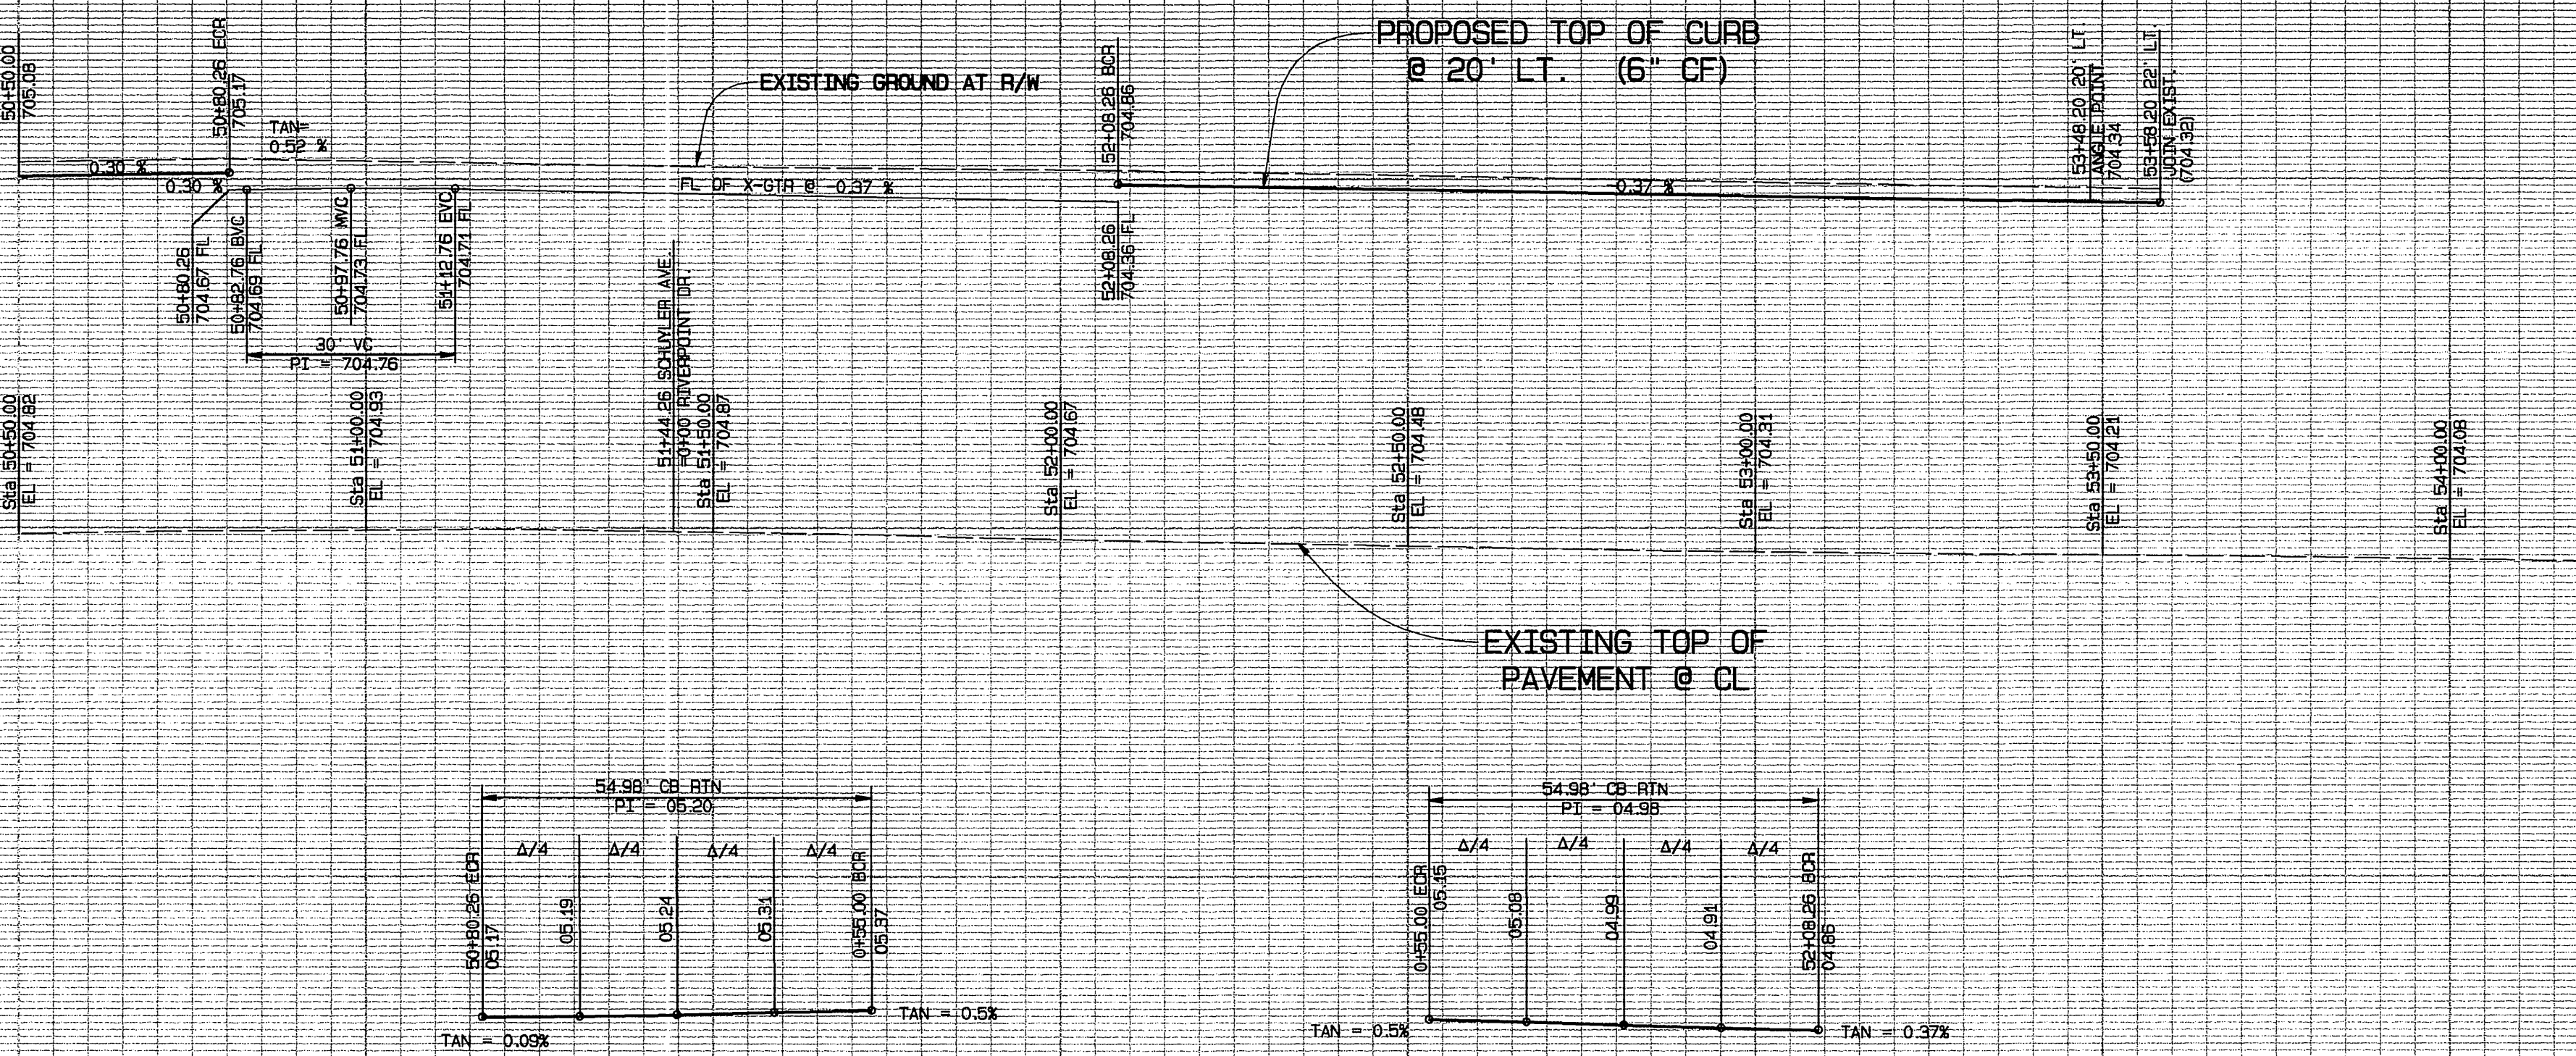 PROPOSED TOP OF CURB
@ 20' LT. (6" CF)
EXISTING GROUND AT R/W
50+50.00
705.08
50+80.26 ECR
705.17
TAN=
0.52 %
0.30 %
0.30 %
FL OF X-GTR @ -0.37 %
52+08.26 BCR
704.86
-0.37 %
53+48.20 20' LT.
ANGLE POINT
704.34
53+58.20 22' LT.
JOIN EXIST.
(704.32)
50+80.26
704.67 FL
50+82.76 BVC
704.69 FL
50+97.76 MVC
704.73 FL
51+12.76 EVC
704.71 FL
30' VC
PI = 704.76
52+08.26
704.36 FL
51+44.26 SCHUYLER AVE.
=0+00 RIVERPOINT DR.
Sta 50+50.00
EL = 704.82
Sta 51+00.00
EL = 704.93
Sta 51+50.00
EL = 704.87
Sta 52+00.00
EL = 704.67
Sta 52+50.00
EL = 704.48
Sta 53+00.00
EL = 704.31
Sta 53+50.00
EL = 704.21
Sta 54+00.00
EL = 704.08
EXISTING TOP OF
PAVEMENT @ CL
54.98' CB RTN
PI = 05.20
Δ/4
Δ/4
Δ/4
Δ/4
50+80.26 ECR
05.17
05.19
05.24
05.31
0+55.00 BCR
05.37
TAN = 0.09%
TAN = 0.5%
54.98' CB RTN
PI = 04.98
Δ/4
Δ/4
Δ/4
Δ/4
0+55.00 ECR
05.15
05.08
04.99
04.91
52+08.26 BCR
04.86
TAN = 0.5%
TAN = 0.37%